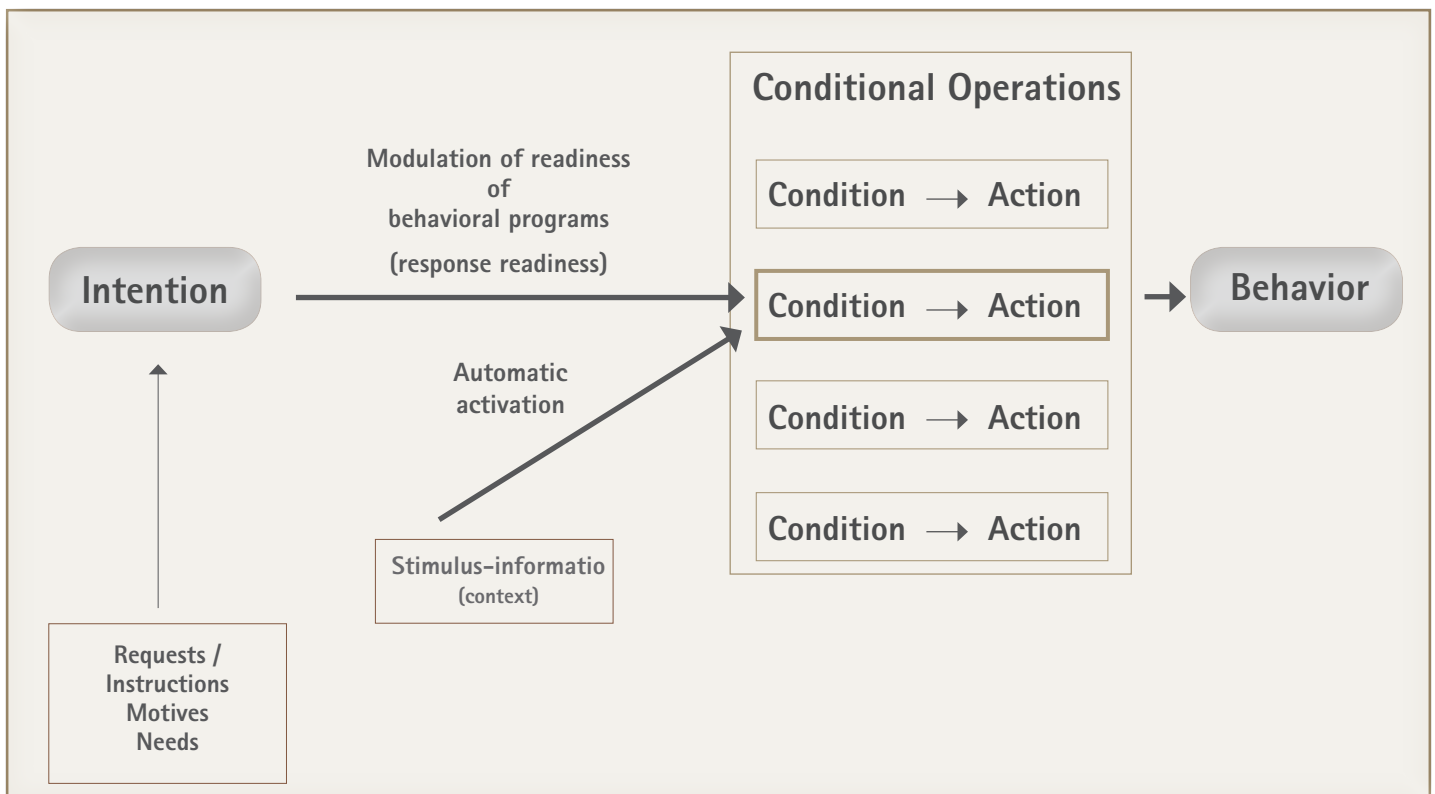 Conditional Operations
Modulation of readiness
of
behavioral programs
(response readiness)
Condition → Action
Intention
Condition → Action
Behavior
Automatic
activation
Condition → Action
Condition → Action
Stimulus-informatio
(context)
Requests /
Instructions
Motives
Needs